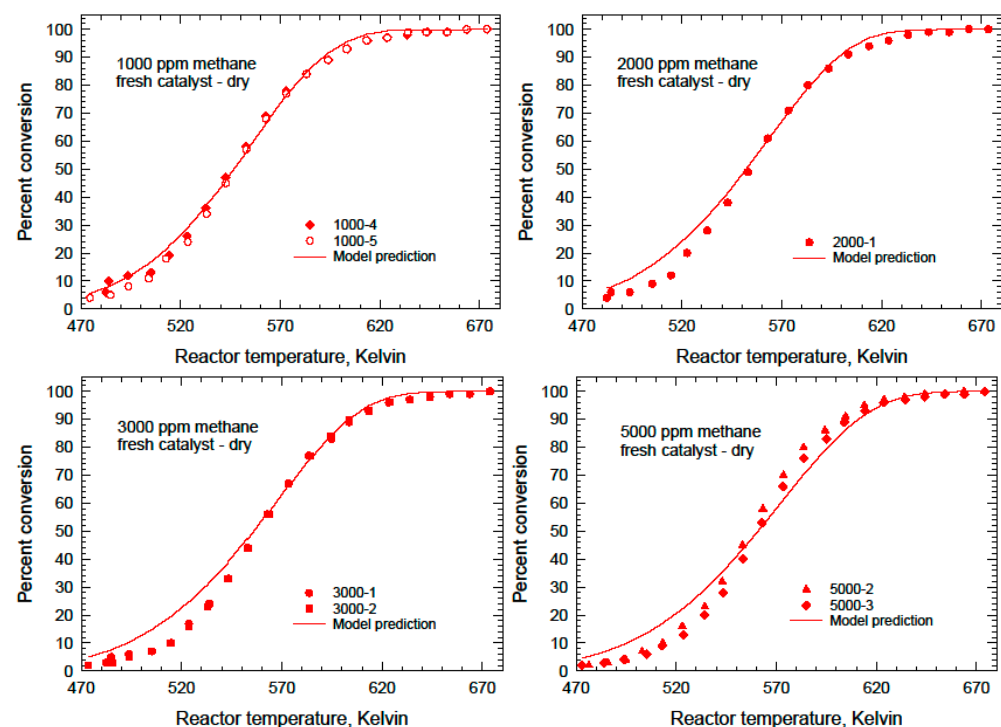 100
90
80
70
60
50
40
30
20
10
0
Percent conversion
1000 ppm methane
fresh catalyst - dry
1000-4
1000-5
Model prediction
470 520 570 620 670
Reactor temperature, Kelvin
100
90
80
70
60
50
40
30
20
10
0
Percent conversion
2000 ppm methane
fresh catalyst - dry
2000-1
Model prediction
470 520 570 620 670
Reactor temperature, Kelvin
100
90
80
70
60
50
40
30
20
10
0
Percent conversion
3000 ppm methane
fresh catalyst - dry
3000-1
3000-2
Model prediction
470 520 570 620 670
Reactor temperature, Kelvin
100
90
80
70
60
50
40
30
20
10
0
Percent conversion
5000 ppm methane
fresh catalyst - dry
5000-2
5000-3
Model prediction
470 520 570 620 670
Reactor temperature, Kelvin